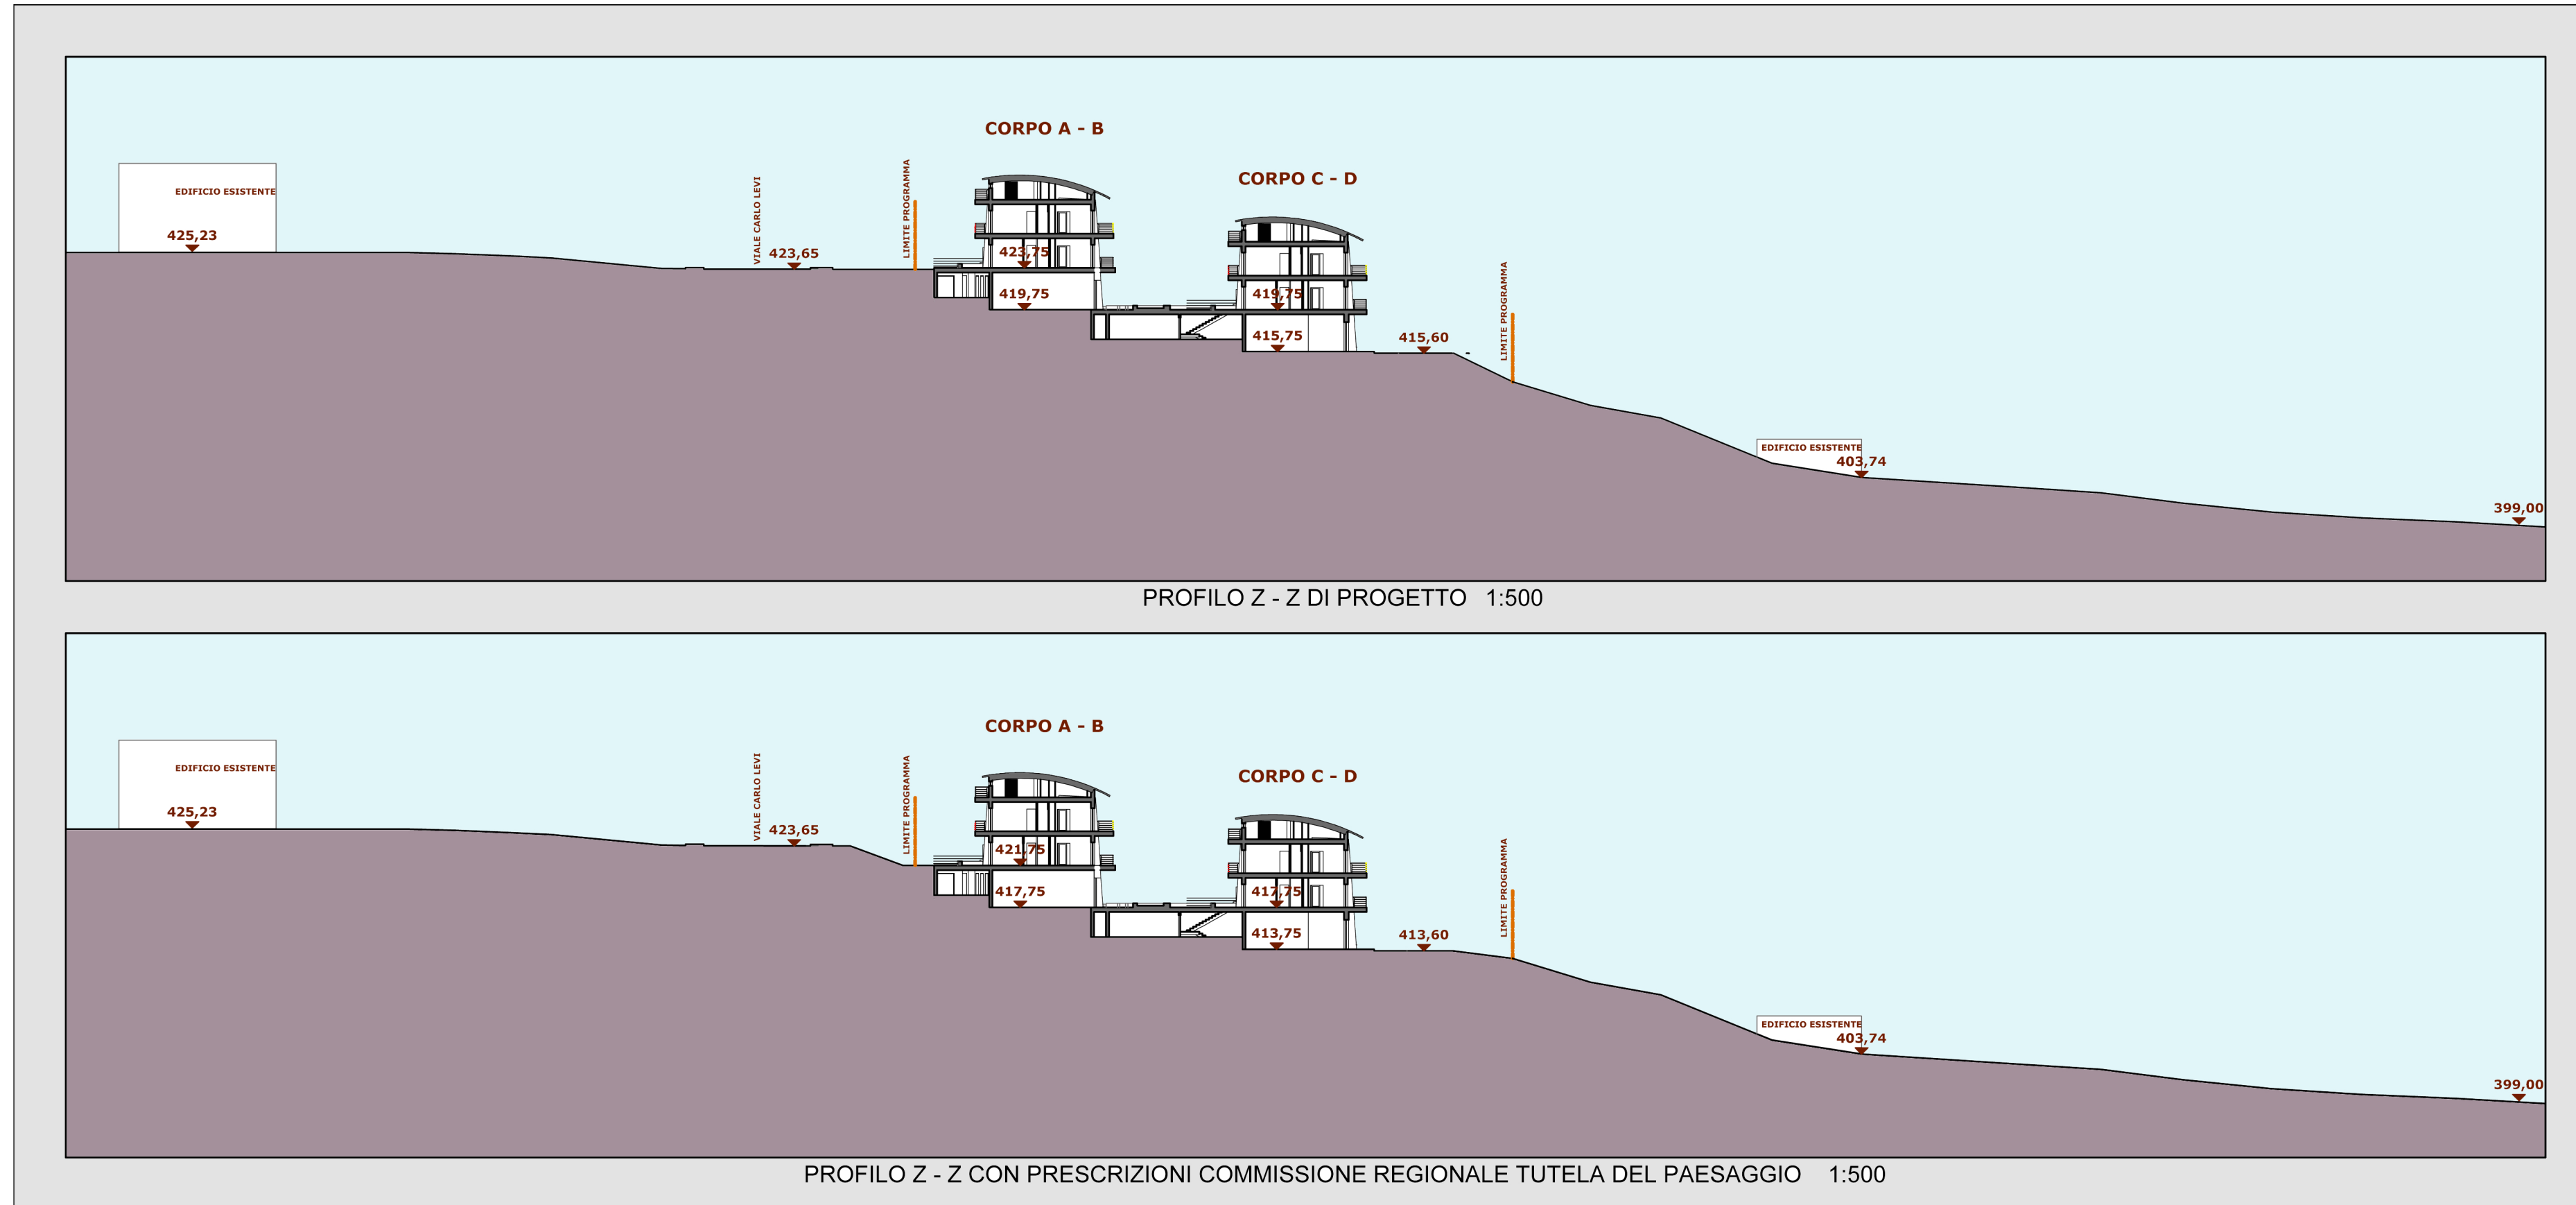 CORPO A - B
CORPO C - D
EDIFICIO ESISTENTE
425,23
VIALE CARLO LEVI
423,65
LIMITE PROGRAMMA
423,75
419,75
419,75
415,75
415,60
LIMITE PROGRAMMA
EDIFICIO ESISTENTE
403,74
399,00
PROFILO Z - Z DI PROGETTO 1:500
CORPO A - B
CORPO C - D
EDIFICIO ESISTENTE
425,23
VIALE CARLO LEVI
423,65
LIMITE PROGRAMMA
421,75
417,75
417,75
413,75
413,60
LIMITE PROGRAMMA
EDIFICIO ESISTENTE
403,74
399,00
PROFILO Z - Z CON PRESCRIZIONI COMMISSIONE REGIONALE TUTELA DEL PAESAGGIO 1:500